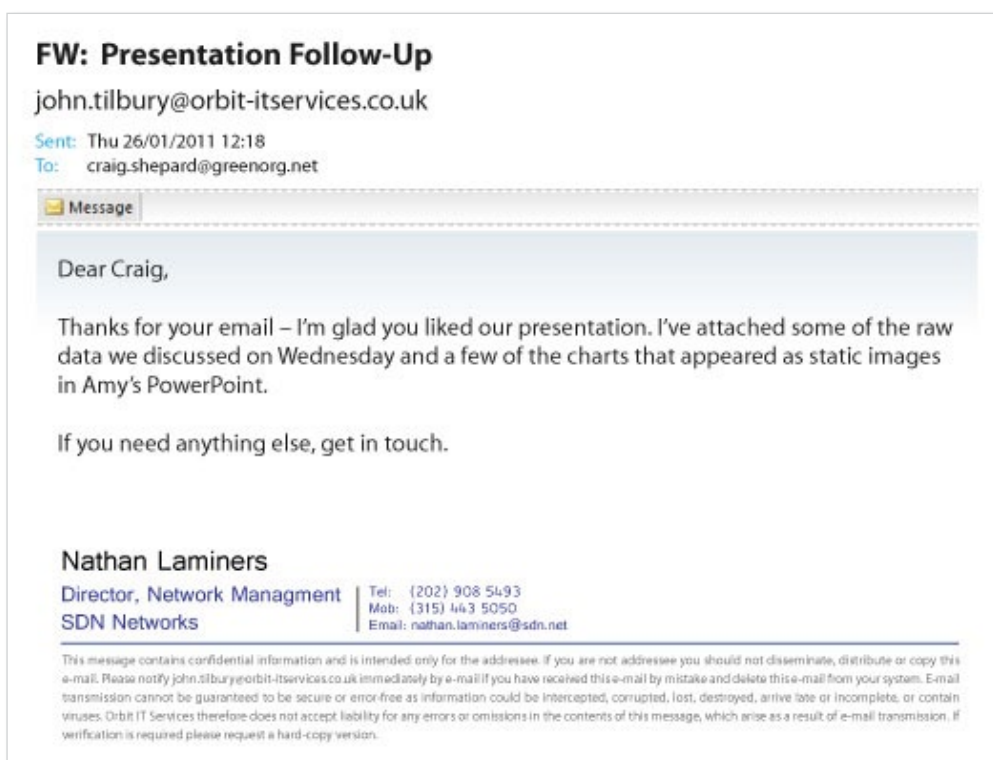 FW: Presentation Follow-Up
john.tilbury@orbit-itservices.co.uk
Sent: Thu 26/01/2011 12:18
To: craig.shepard@greenorg.net
Message
Dear Craig,
Thanks for your email – I'm glad you liked our presentation. I've attached some of the raw
data we discussed on Wednesday and a few of the charts that appeared as static images
in Amy's PowerPoint.
If you need anything else, get in touch.
Nathan Laminers
Director, Network Managment
SDN Networks
Tel: (202) 908 5493
Mob: (315) 443 5050
Email: nathan.laminers@sdn.net
This message contains confidential information and is intended only for the addressee. If you are not addressee you should not disseminate, distribute or copy this
e-mail. Please notify john.tilbury@orbit-itservices.co.uk immediately by e-mail if you have received this e-mail by mistake and delete this e-mail from your system. E-mail
transmission cannot be guaranteed to be secure or error-free as information could be intercepted, corrupted, lost, destroyed, arrive late or incomplete, or contain
viruses. Orbit IT Services therefore does not accept liability for any errors or omissions in the contents of this message, which arise as a result of e-mail transmission. If
verification is required please request a hard-copy version.